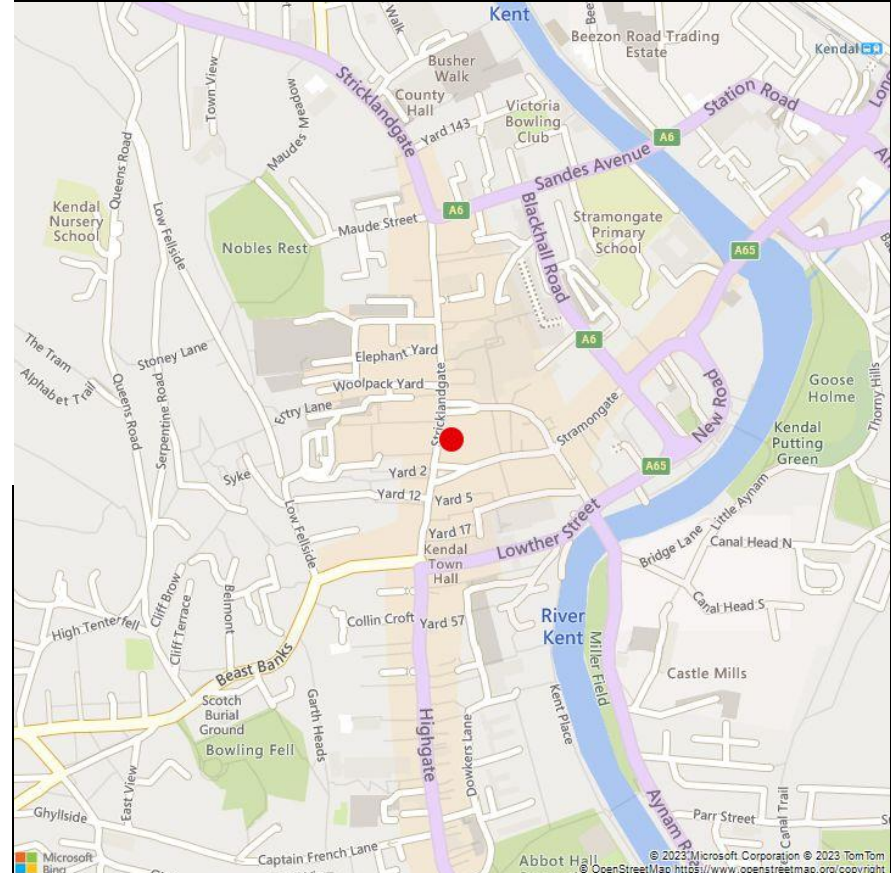 Kent
Beezon Road Trading
Estate
Kendal
Walk
Busher
Walk
County
Hall
Town View
Stricklandgate
Victoria
Bowling
Club
Station Road
Yard 143
A6
Maudes Meadow
Queens Road
Sandes Avenue
Kendal
Nursery
School
Low Fellside
Maude Street
A6
Blackhall Road
Stramongate
Primary
School
Nobles Rest
A65
The Tram
Stoney Lane
Elephant Yard
A6
Alphabet Trail
Woolpack Yard
Stricklandgate
Goose
Holme
Thorny Hills
Queens Road
Serpentine Road
Entry Lane
Stramongate
New Road
Kendal
Putting
Green
Syke
Yard 2
A65
Yard 12
Yard 5
Little Aynam
Low Fellside
Yard 17
Lowther Street
Kendal
Town
Hall
Bridge Lane
Canal Head N
Cliff Brow
Belmont
Canal Head S
High Tenterfell
Cliff Terrace
Collin Croft
Yard 57
River
Kent
Miller Field
Beast Banks
Castle Mills
Scotch
Burial
Ground
Garth Heads
Highgate
Kent Place
Bowling Fell
Dowkers Lane
East View
Ghyllside
Aynam
Parr Street
Canal Trail
Captain French Lane
Abbot Hall
Microsoft
Bing
© 2023 Microsoft Corporation © 2023 TomTom
© OpenStreetMap https://www.openstreetmap.org/copyright